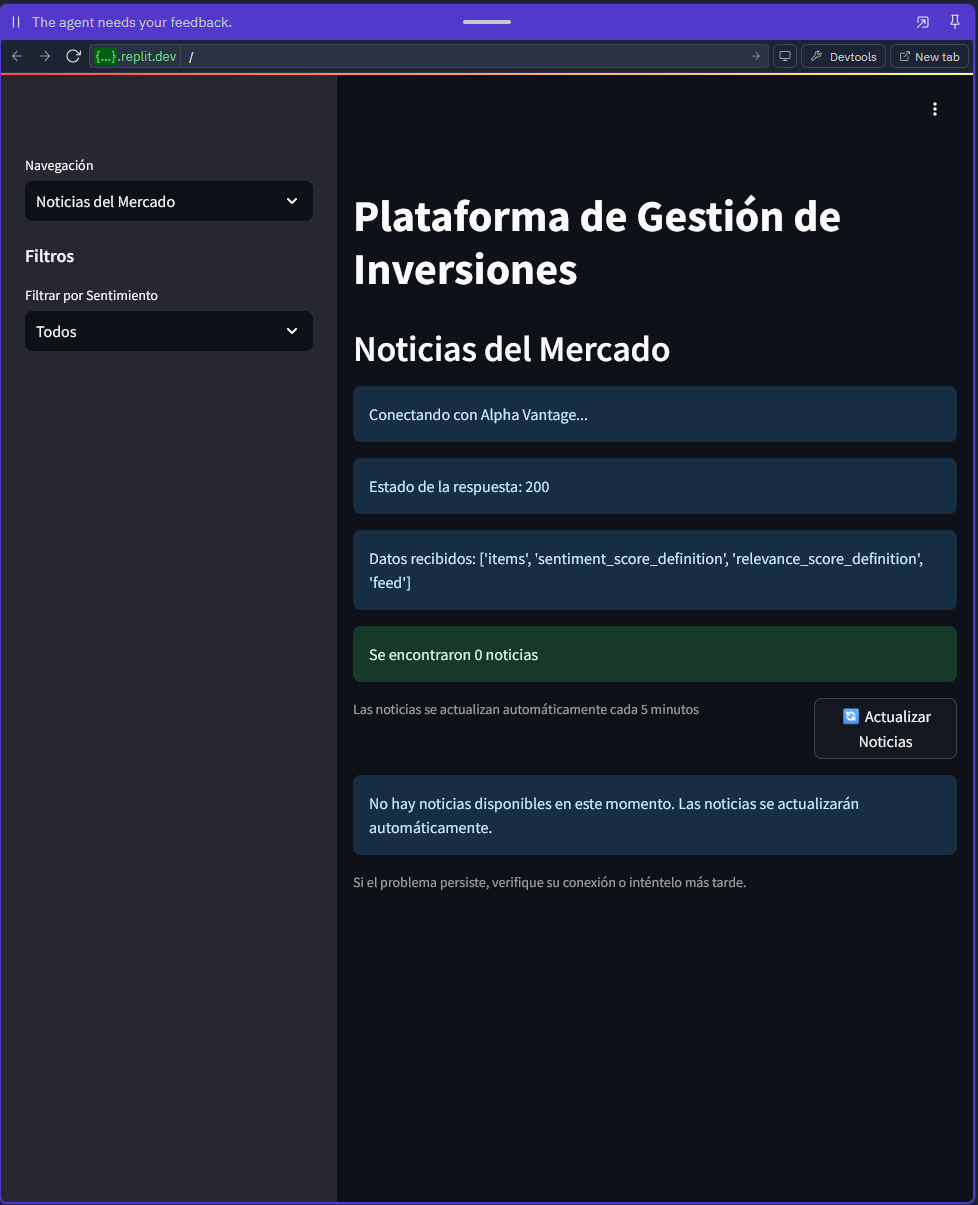 The agent needs your feedback.
{...}.replit.dev /
Devtools
New tab
Navegación
Noticias del Mercado
Filtros
Filtrar por Sentimiento
Todos
Plataforma de Gestión de
Inversiones
Noticias del Mercado
Conectando con Alpha Vantage...
Estado de la respuesta: 200
Datos recibidos: ['items', 'sentiment_score_definition', 'relevance_score_definition',
'feed']
Se encontraron 0 noticias
Las noticias se actualizan automáticamente cada 5 minutos
Actualizar
Noticias
No hay noticias disponibles en este momento. Las noticias se actualizarán
automáticamente.
Si el problema persiste, verifique su conexión o inténtelo más tarde.